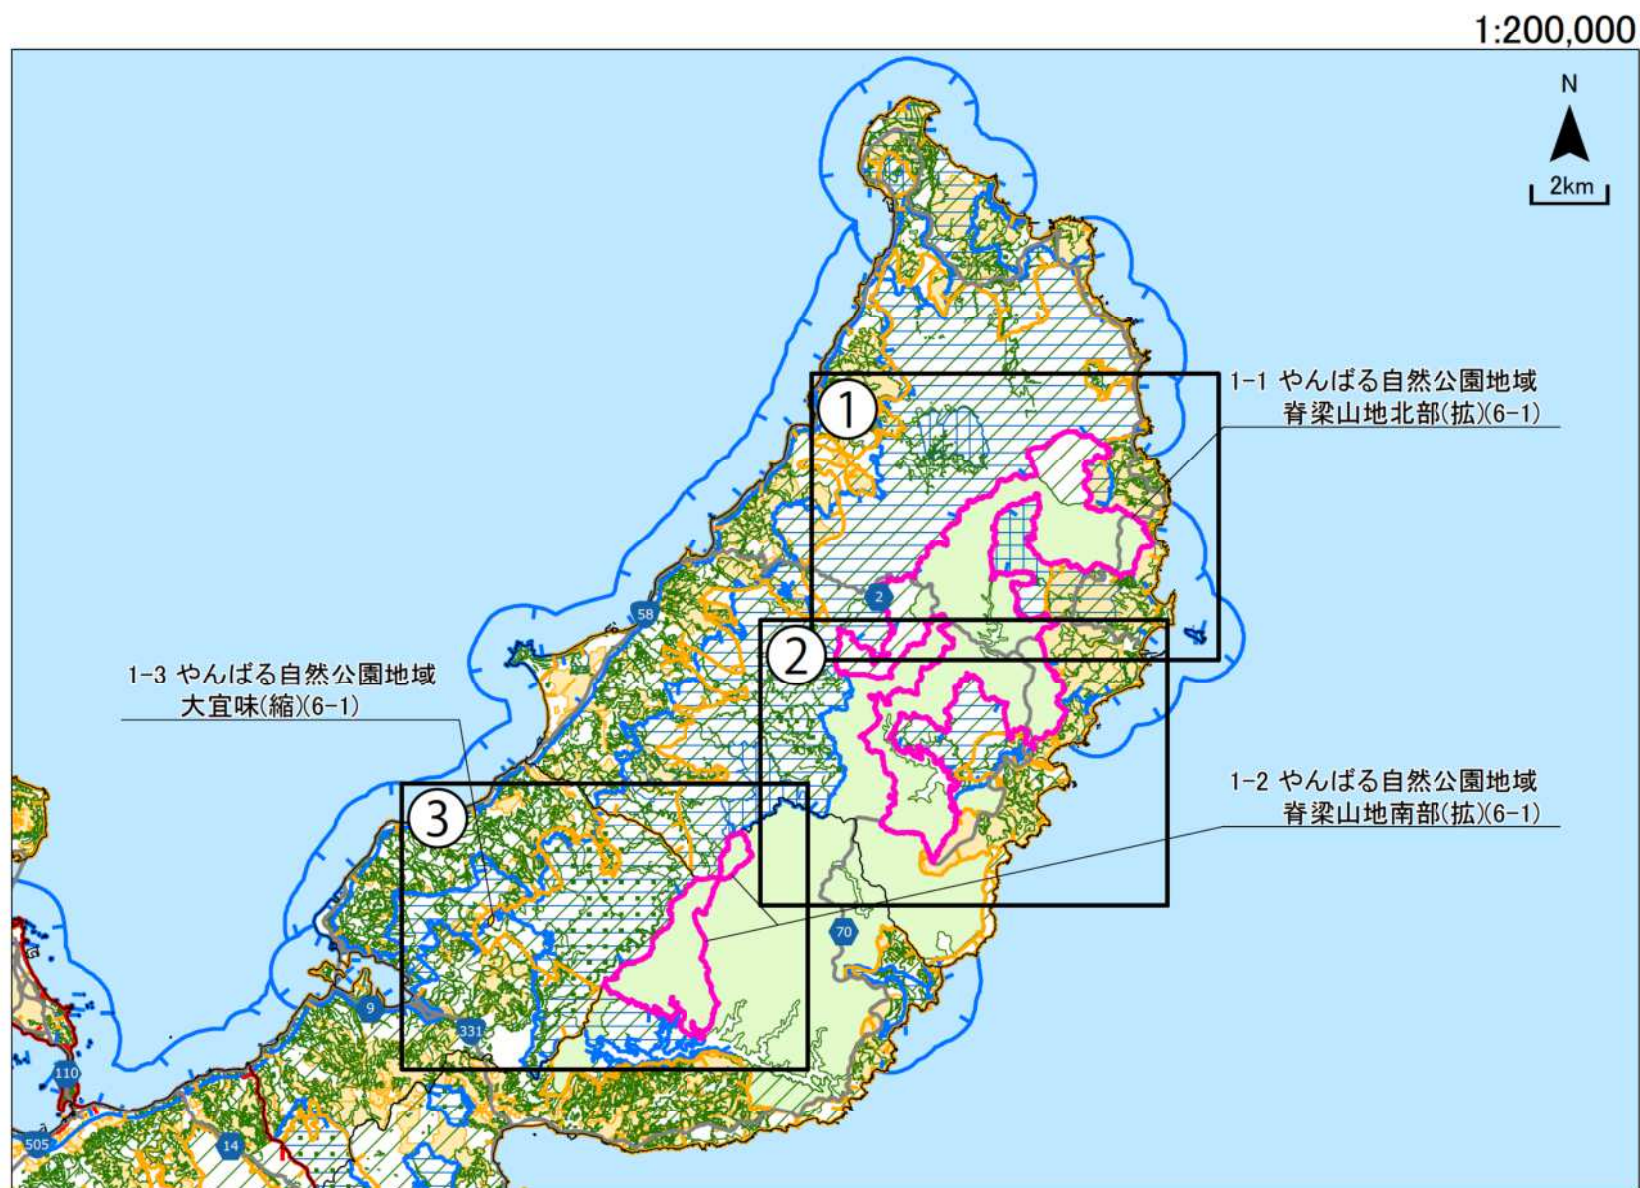 1:200,000
N
2km
1-1 やんばる自然公園地域
脊梁山地北部(拡)(6-1)
①
2
58
②
1-3 やんばる自然公園地域
大宜味(縮)(6-1)
1-2 やんばる自然公園地域
脊梁山地南部(拡)(6-1)
③
70
9
331
110
505
14